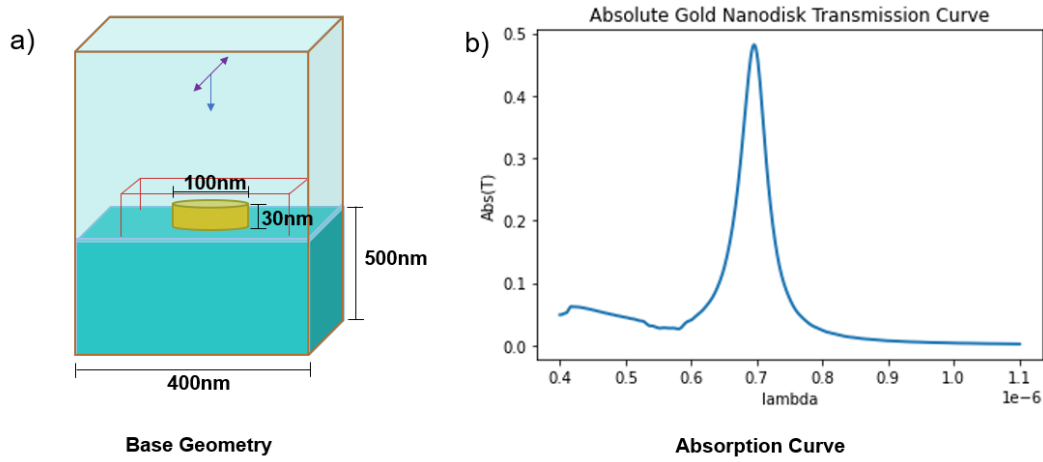 a)
100nm
30nm
500nm
400nm
Base Geometry
b)
Absolute Gold Nanodisk Transmission Curve
Abs(T)
0.5
0.4
0.3
0.2
0.1
0.0
0.4 0.5 0.6 0.7 0.8 0.9 1.0 1.1
1e-6
lambda
Absorption Curve